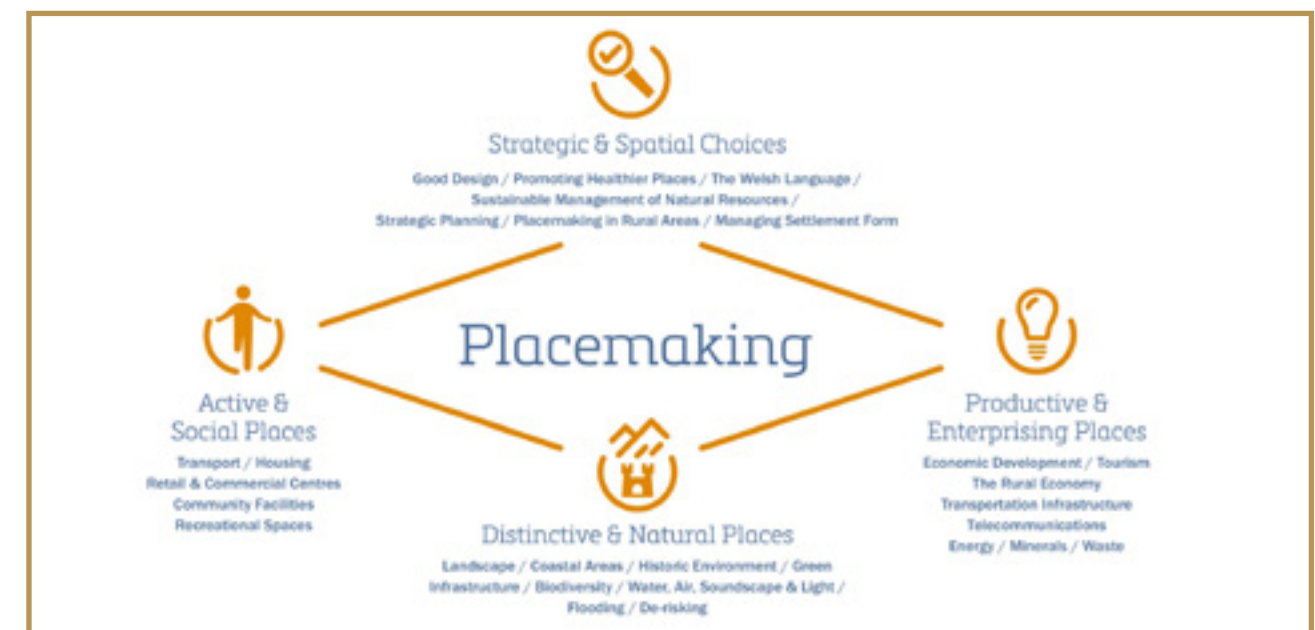 Strategic & Spatial Choices
Good Design / Promoting Healthier Places / The Welsh Language /
Sustainable Management of Natural Resources /
Strategic Planning / Placemaking in Rural Areas / Managing Settlement Form
Placemaking
Active &
Social Places
Transport / Housing
Retail & Commercial Centres
Community Facilities
Recreational Spaces
Productive &
Enterprising Places
Economic Development / Tourism
The Rural Economy
Transportation Infrastructure
Telecommunications
Energy / Minerals / Waste
Distinctive & Natural Places
Landscape / Coastal Areas / Historic Environment / Green
Infrastructure / Biodiversity / Water, Air, Soundscape & Light /
Flooding / De-risking